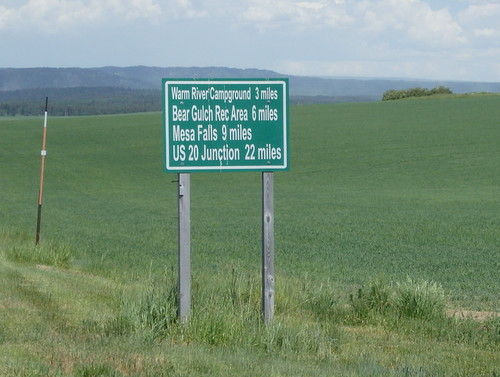 Warm River Campground 3 miles
Bear Gulch Rec Area 6 miles
Mesa Falls 9 miles
US 20 Junction 22 miles